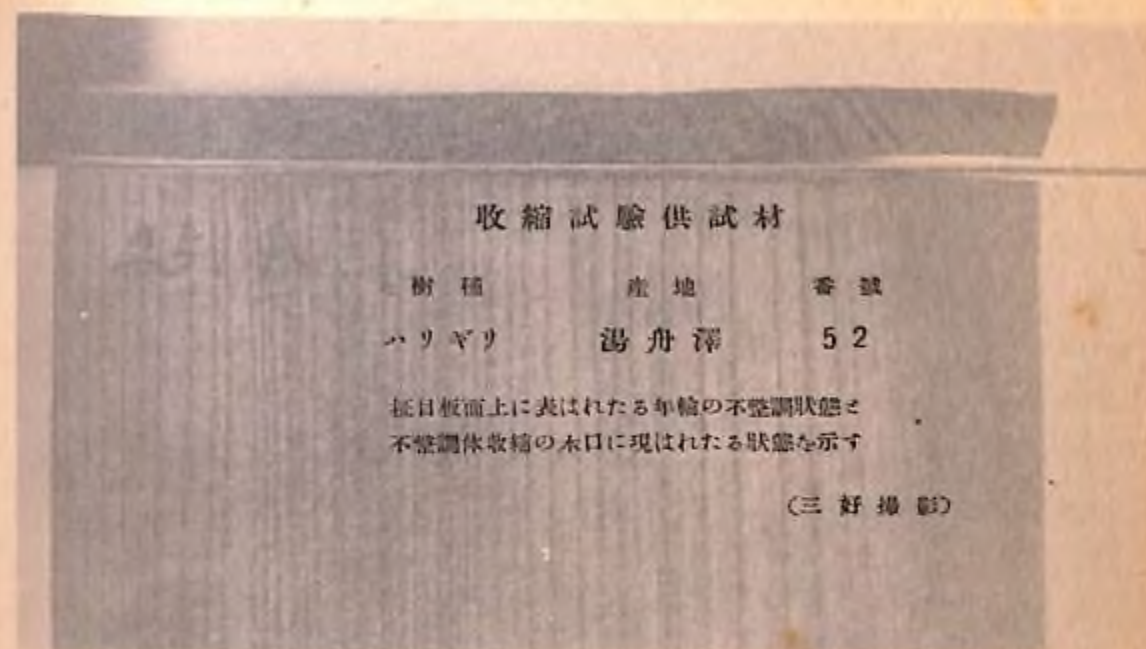 收縮試驗供試材
樹種 産地 番號
ハリギリ 湯舟澤 52
柾目板面上に表はれたる年輪の不整調狀態と
不整調体收縮の木口に現はれたる狀態を示す
(三好撮影)